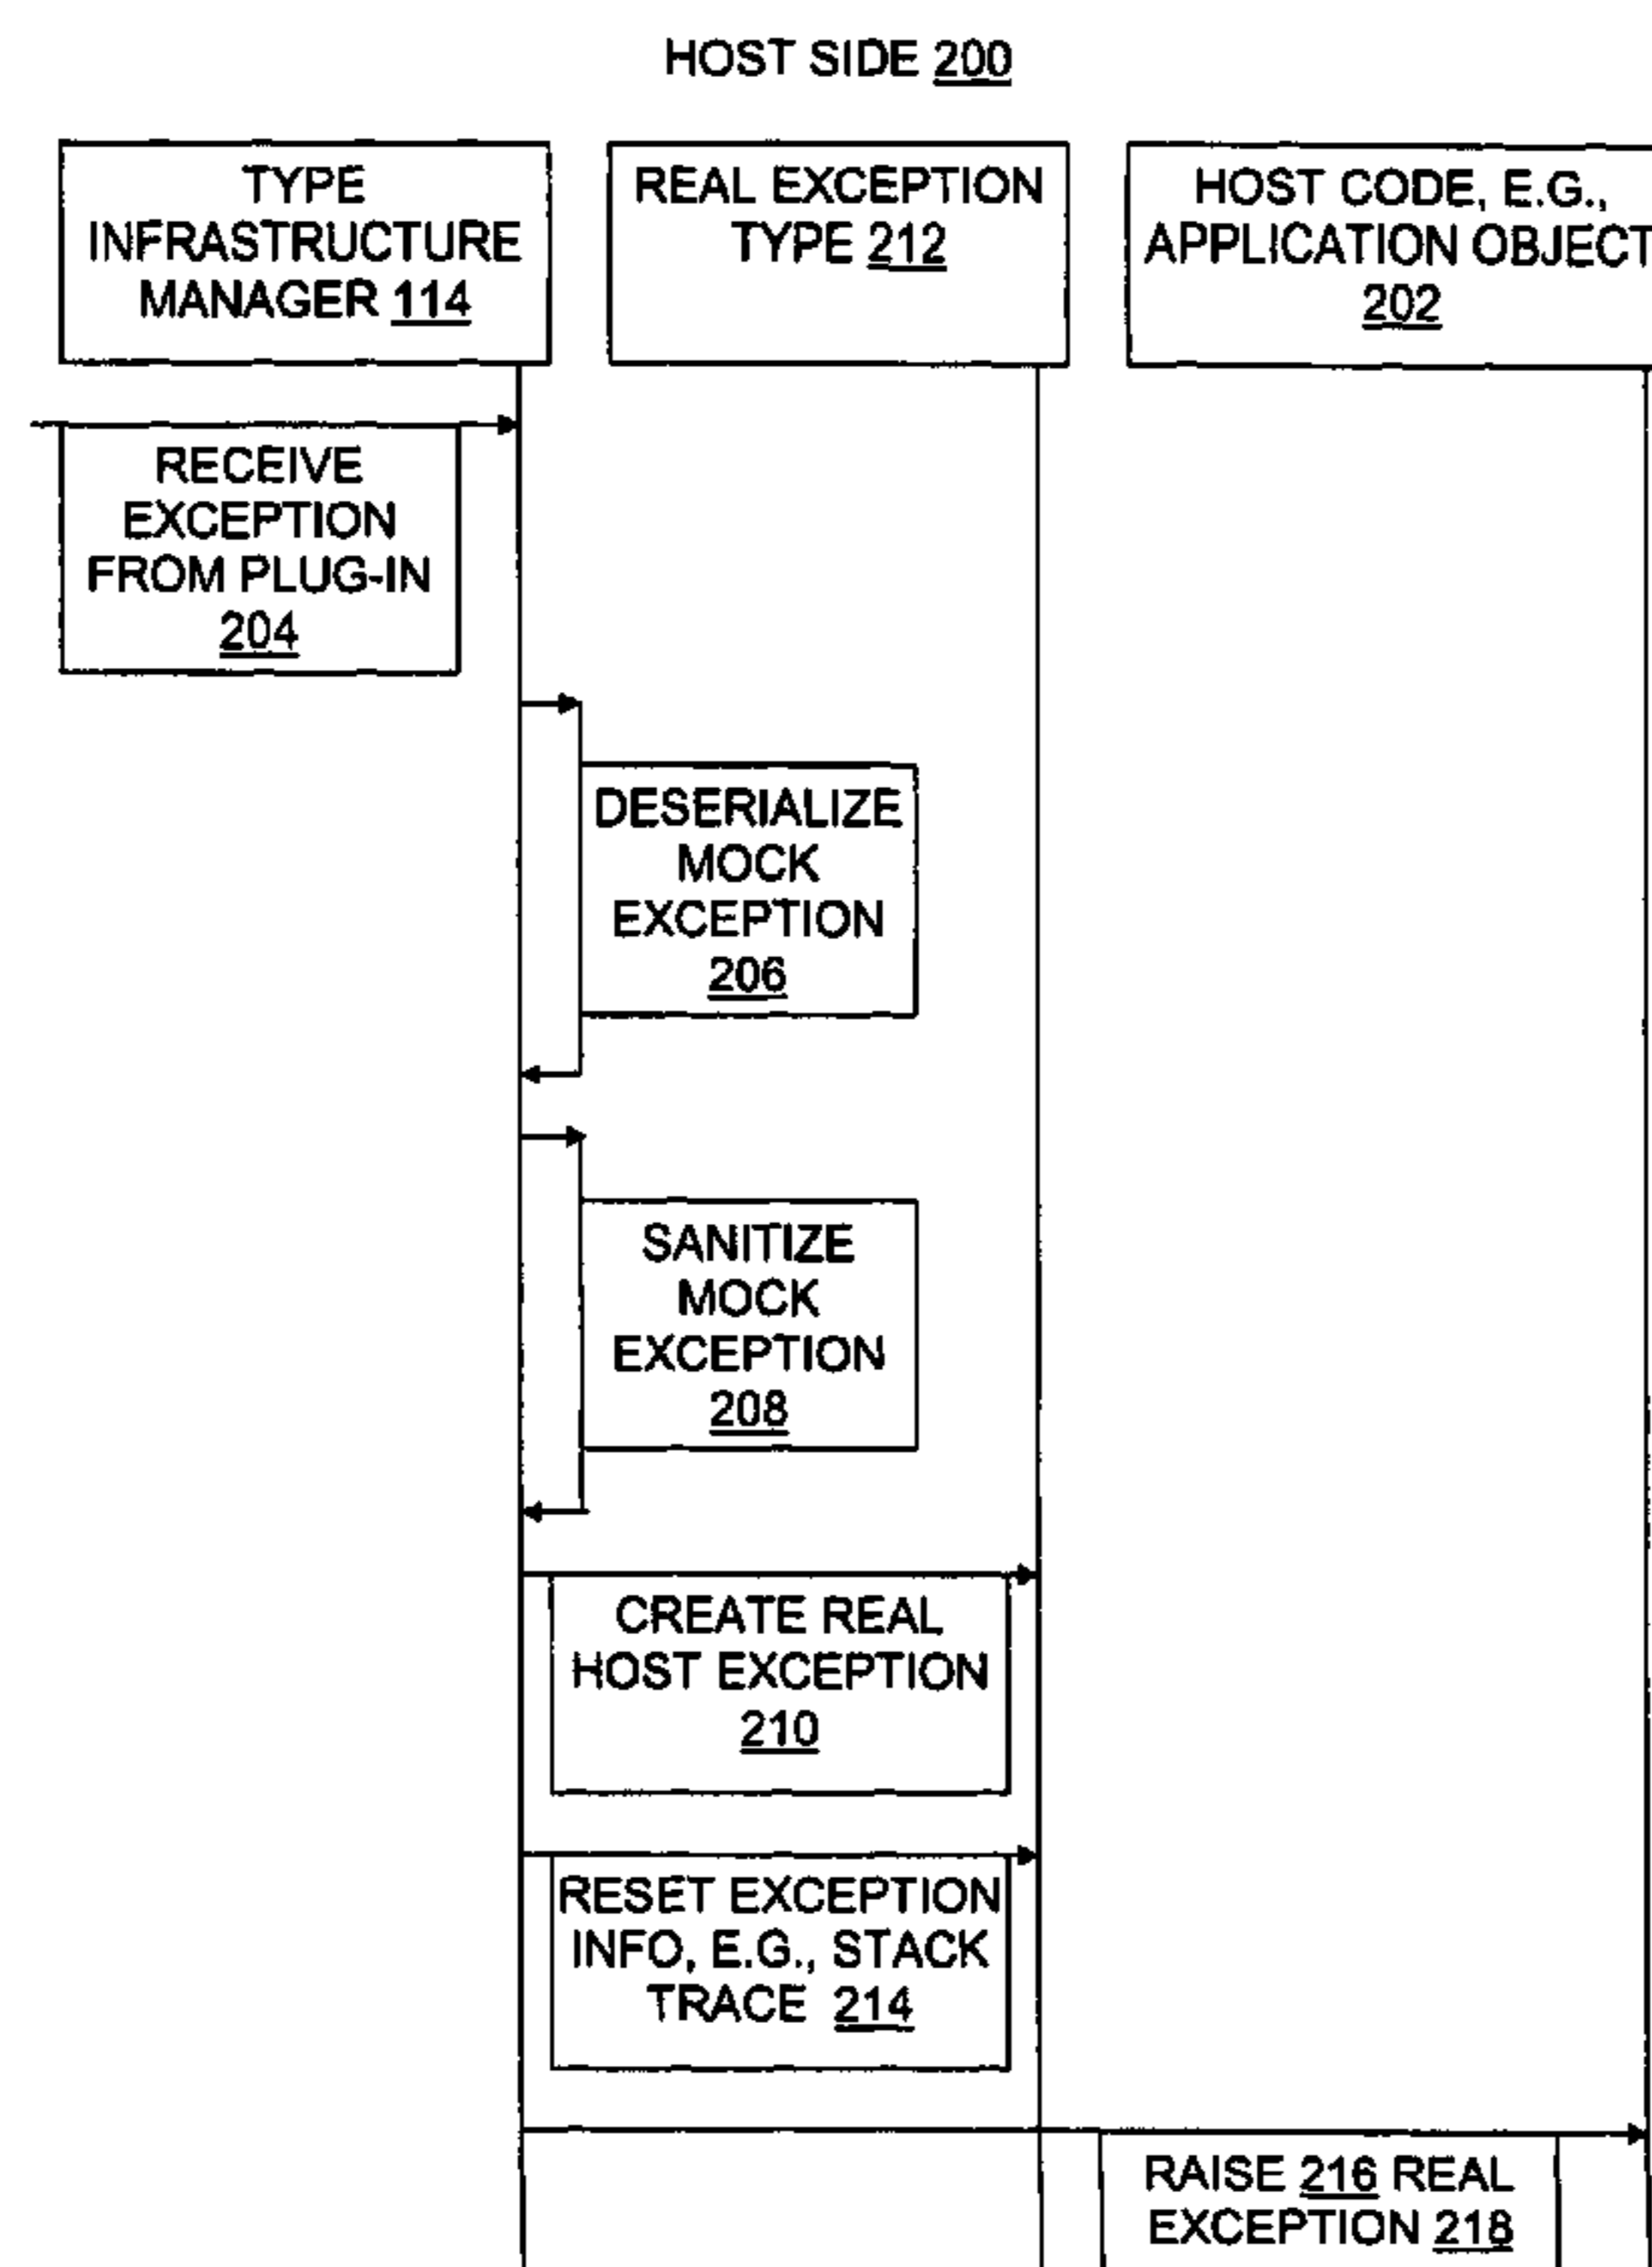 HOST SIDE 200
TYPE
INFRASTRUCTURE
MANAGER 114
REAL EXCEPTION
TYPE 212
HOST CODE, E.G.,
APPLICATION OBJECT
202
RECEIVE
EXCEPTION
FROM PLUG-IN
204
DESERIALIZE
MOCK
EXCEPTION
206
SANITIZE
MOCK
EXCEPTION
208
CREATE REAL
HOST EXCEPTION
210
RESET EXCEPTION
INFO, E.G., STACK
TRACE 214
RAISE 216 REAL
EXCEPTION 218